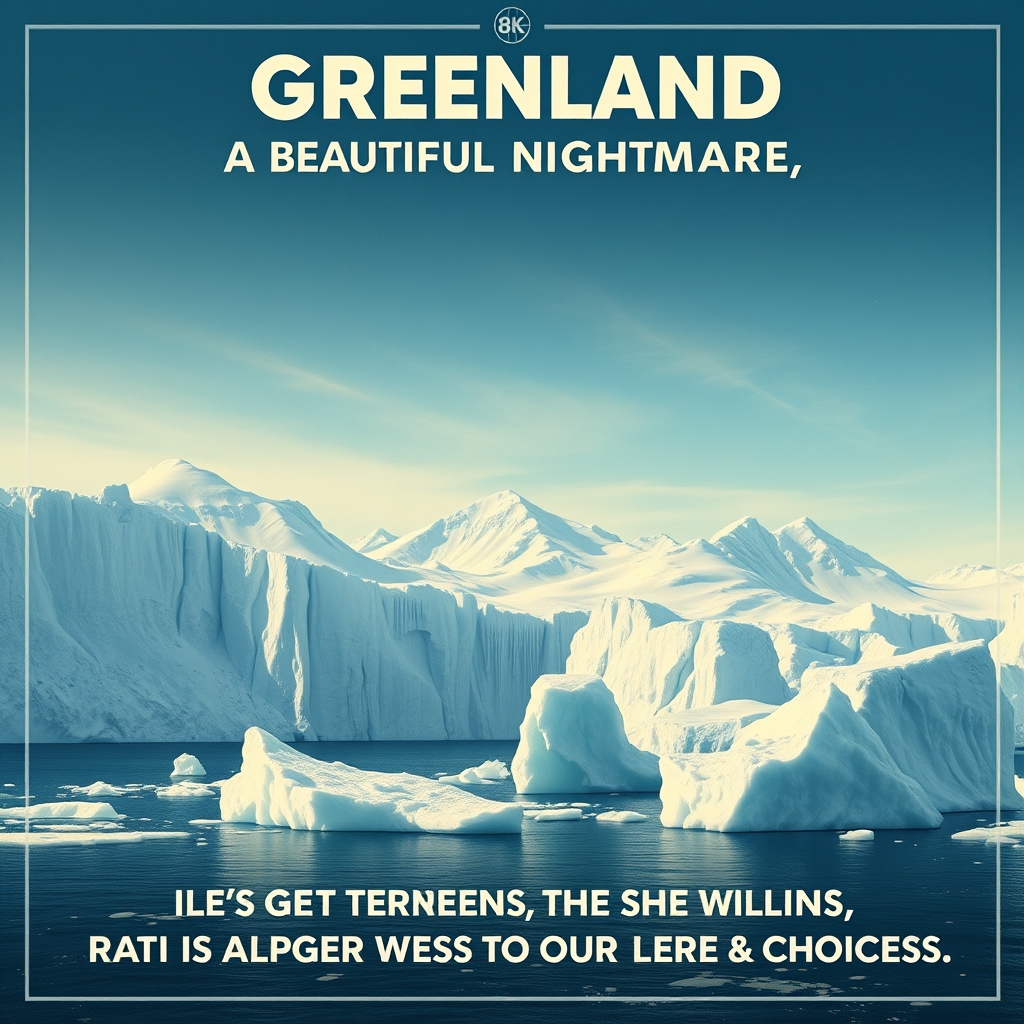 8K
GREENLAND
A BEAUTIFUL NIGHTMARE,
ILE'S GET TERNEENS, THE SHE WILLINS,
RATI IS ALPGER WESS TO OUR LERE & CHOICESS.